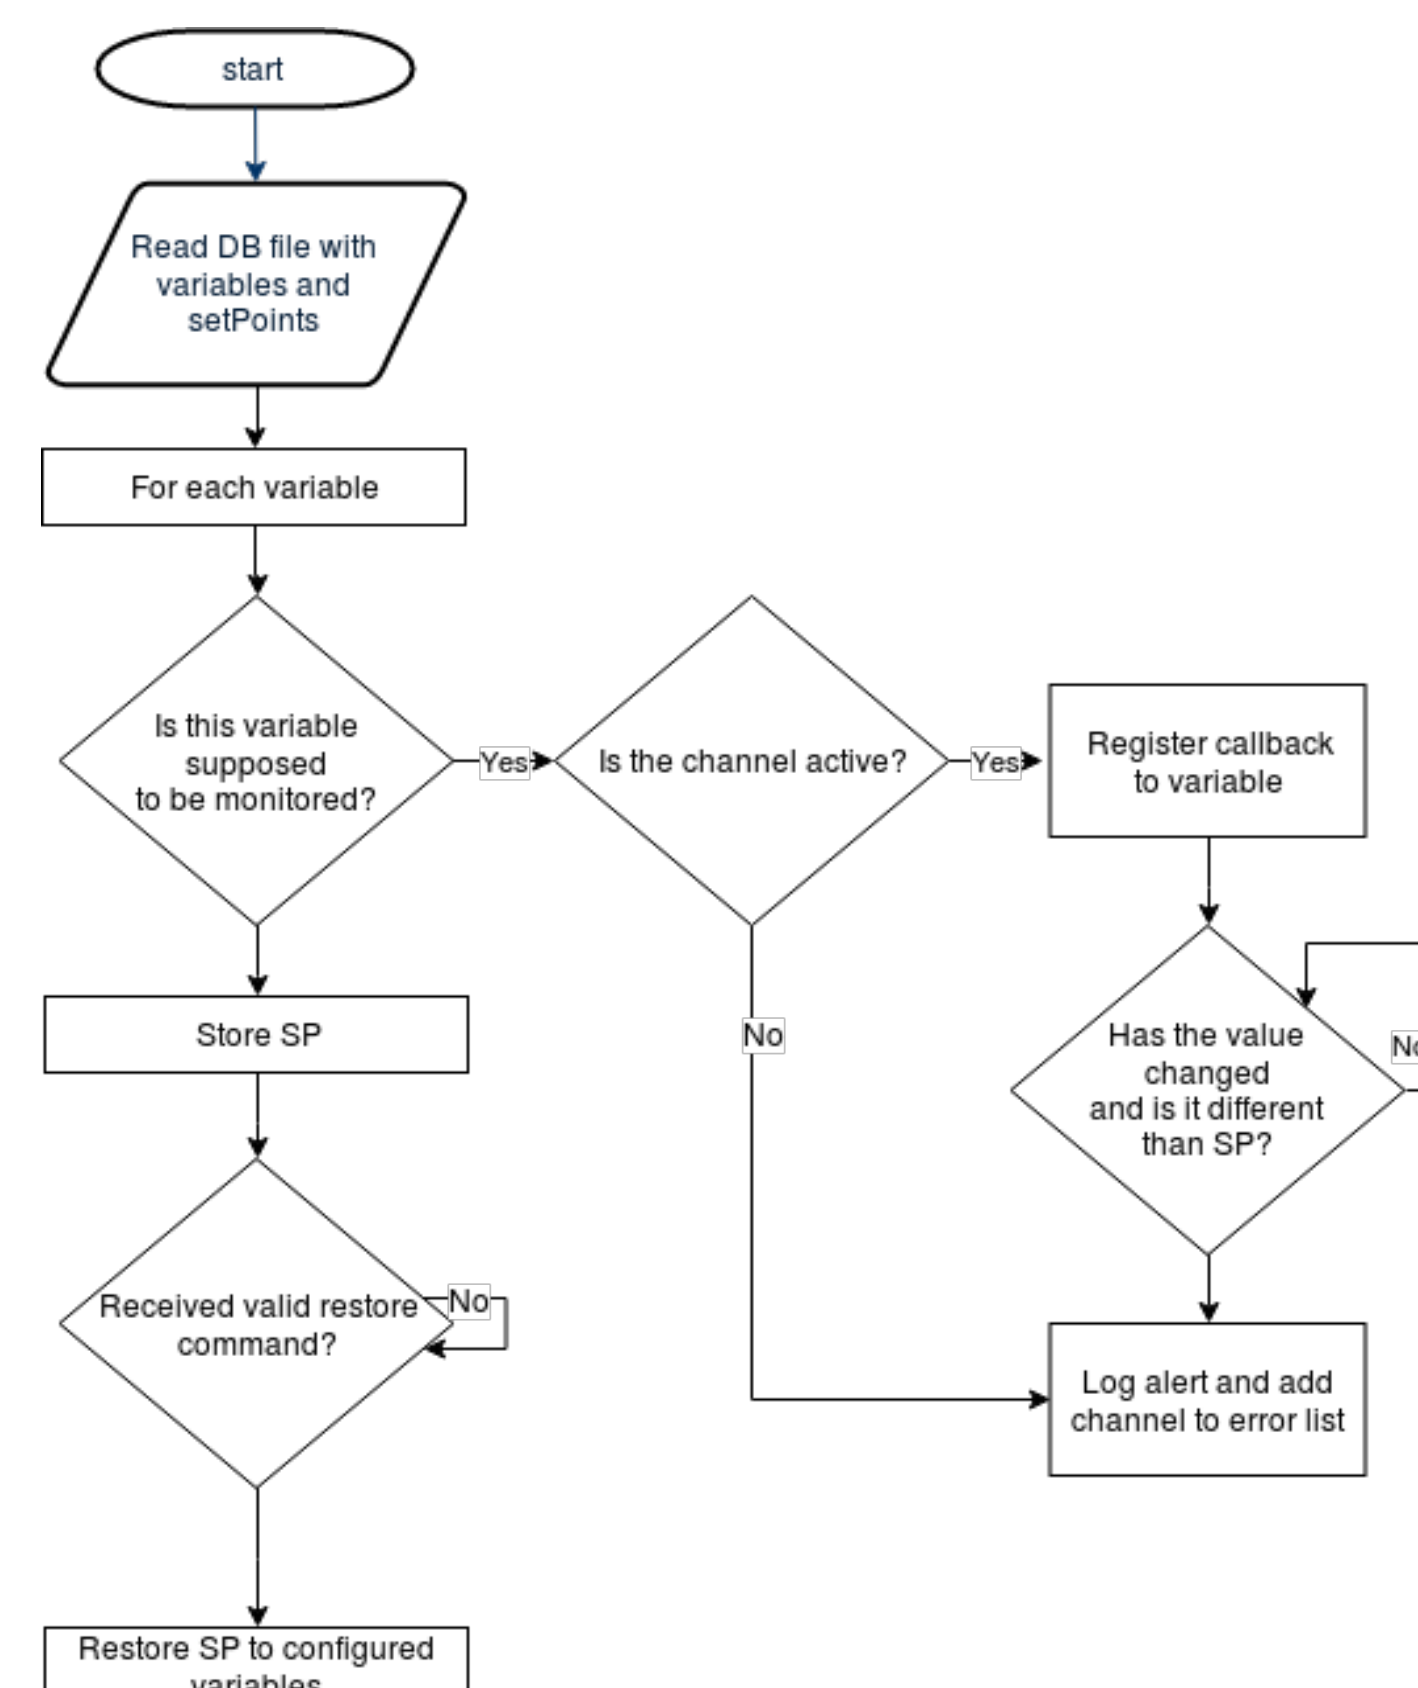 start
Read DB file with
variables and
setPoints
For each variable
Is this variable
supposed
to be monitored?
Yes
Is the channel active?
Yes
Register callback
to variable
Store SP
No
Has the value
changed
and is it different
than SP?
No
Received valid restore
command?
No
Log alert and add
channel to error list
Restore SP to configured
variables